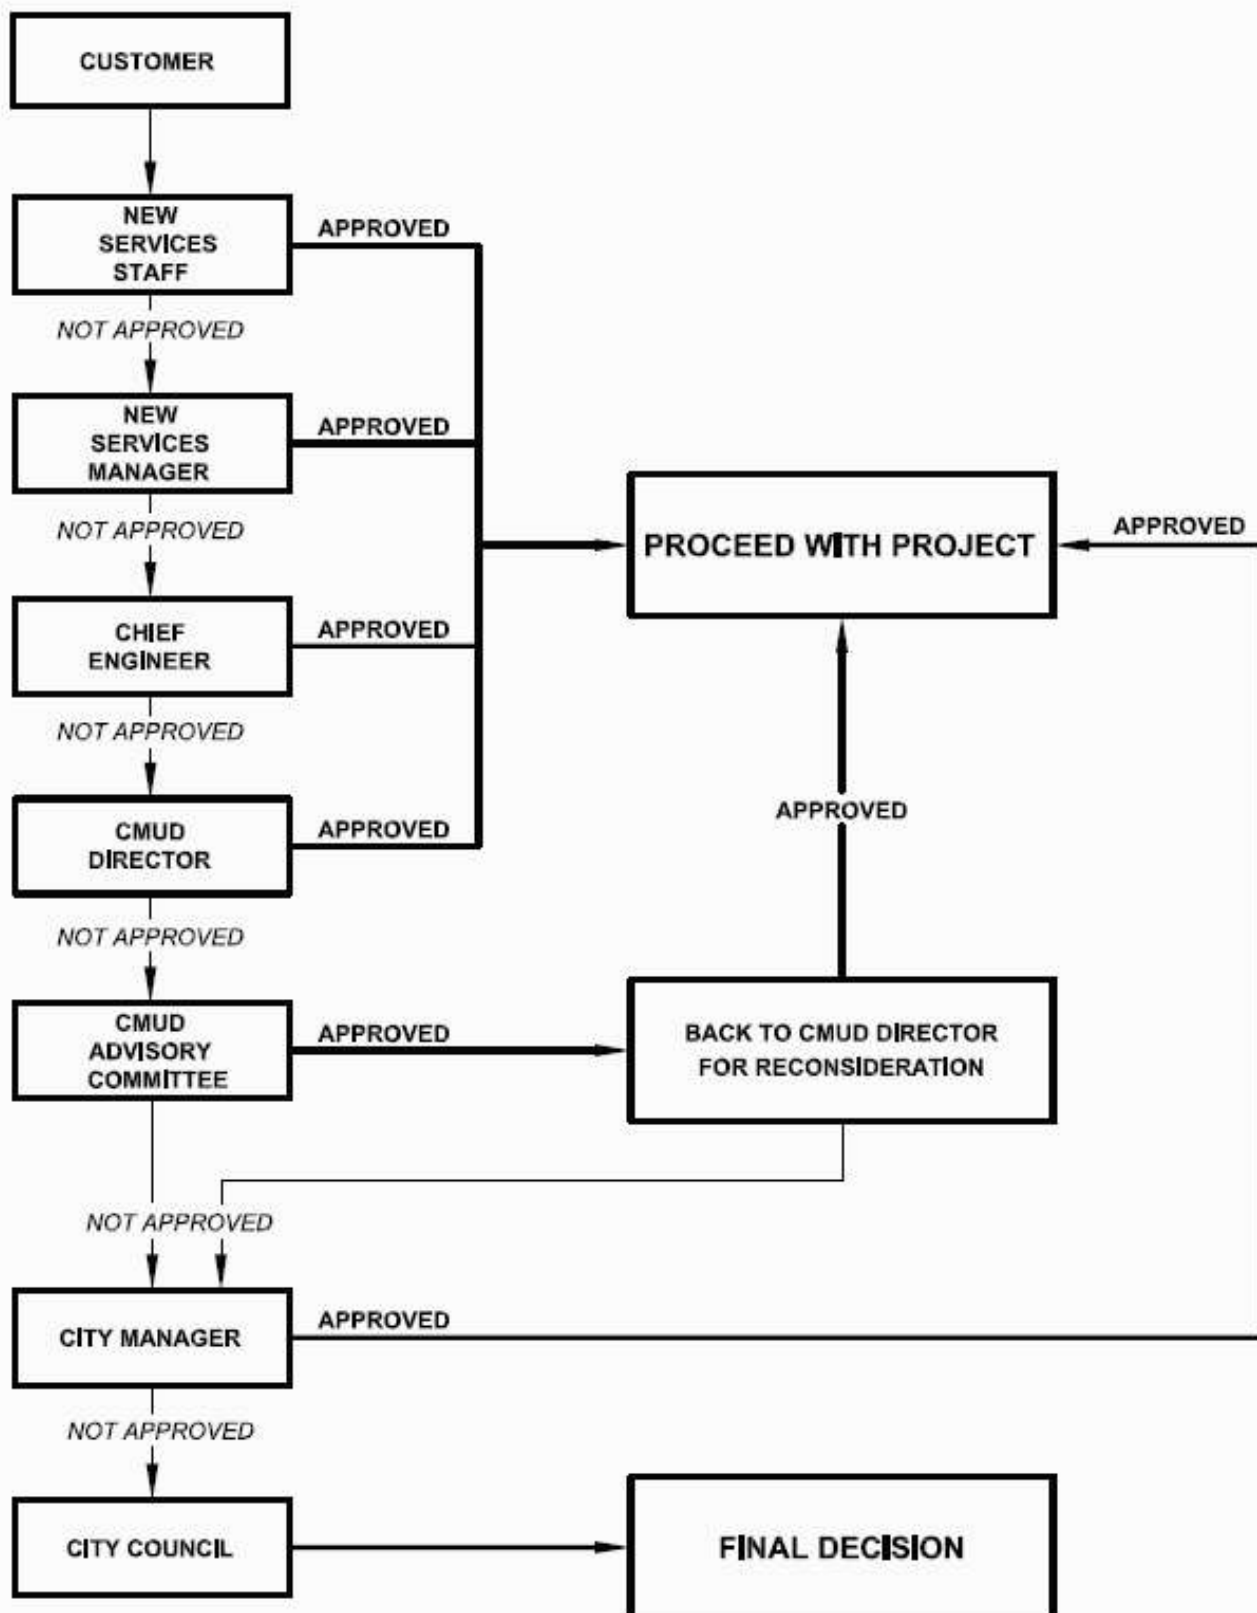 CUSTOMER
NEW
SERVICES
STAFF
APPROVED
NOT APPROVED
NEW
SERVICES
MANAGER
APPROVED
NOT APPROVED
PROCEED WITH PROJECT
APPROVED
CHIEF
ENGINEER
APPROVED
NOT APPROVED
CMUD
DIRECTOR
APPROVED
APPROVED
NOT APPROVED
CMUD
ADVISORY
COMMITTEE
APPROVED
BACK TO CMUD DIRECTOR
FOR RECONSIDERATION
NOT APPROVED
CITY MANAGER
APPROVED
NOT APPROVED
CITY COUNCIL
FINAL DECISION